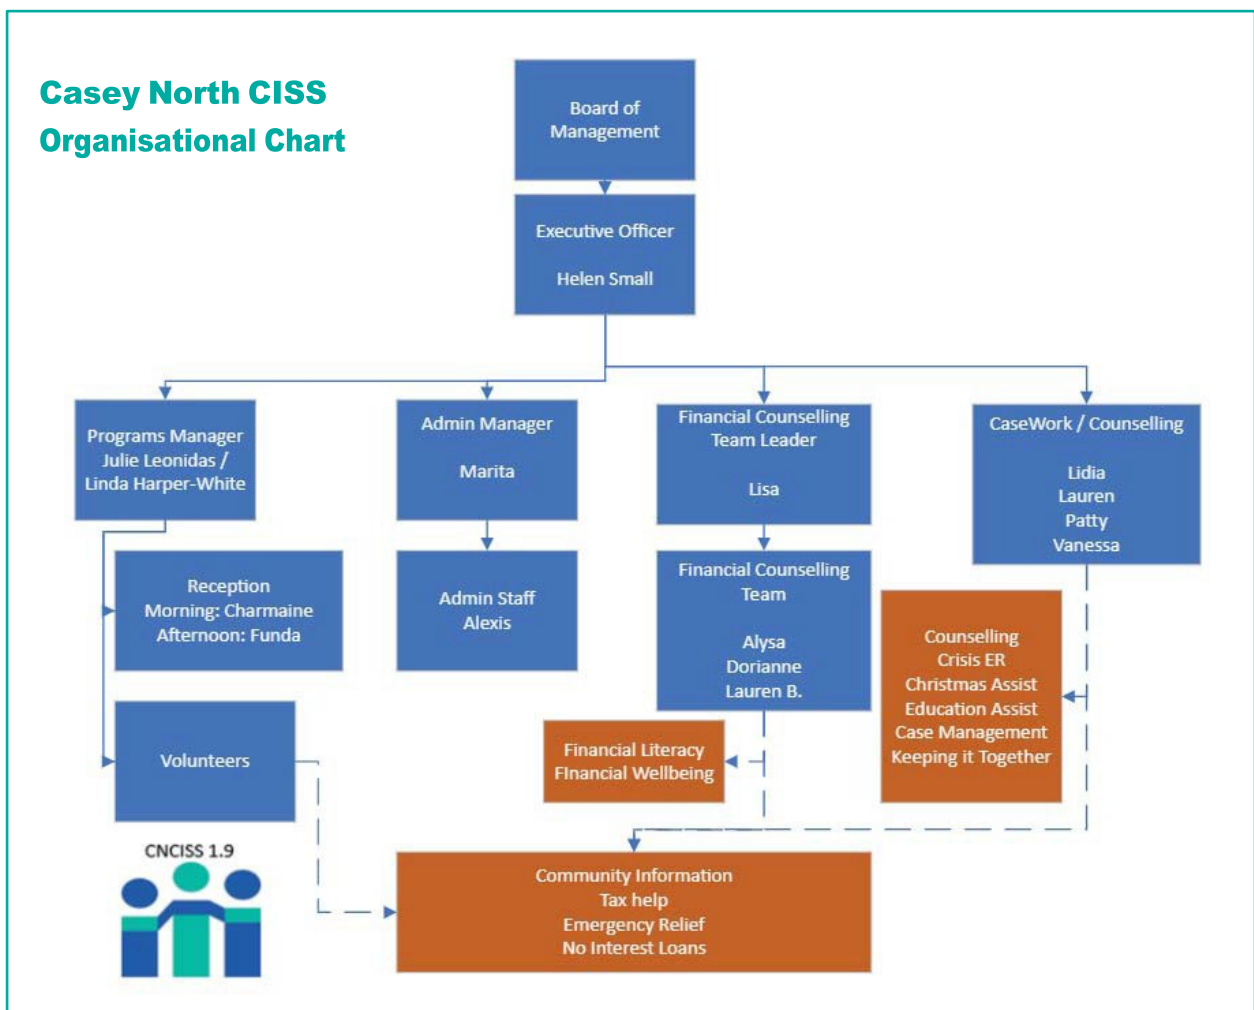 Casey North CISS
Organisational Chart
Board of
Management
Executive Officer
Helen Small
Programs Manager
Julie Leonidas /
Linda Harper-White
Admin Manager
Marita
Financial Counselling
Team Leader
Lisa
CaseWork / Counselling
Lidia
Lauren
Patty
Vanessa
Reception
Morning: Charmaine
Afternoon: Funda
Admin Staff
Alexis
Financial Counselling
Team
Alysa
Dorianne
Lauren B.
Counselling
Crisis ER
Christmas Assist
Education Assist
Case Management
Keeping it Together
Volunteers
Financial Literacy
FInancial Wellbeing
CNCISS 1.9
Community Information
Tax help
Emergency Relief
No Interest Loans